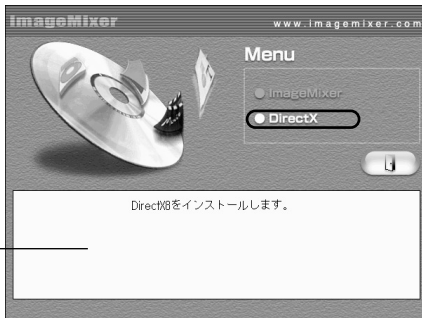 ImageMixer
www.imagemixer.com
Menu
ImageMixer
DirectX
DirectX8をインストールします。